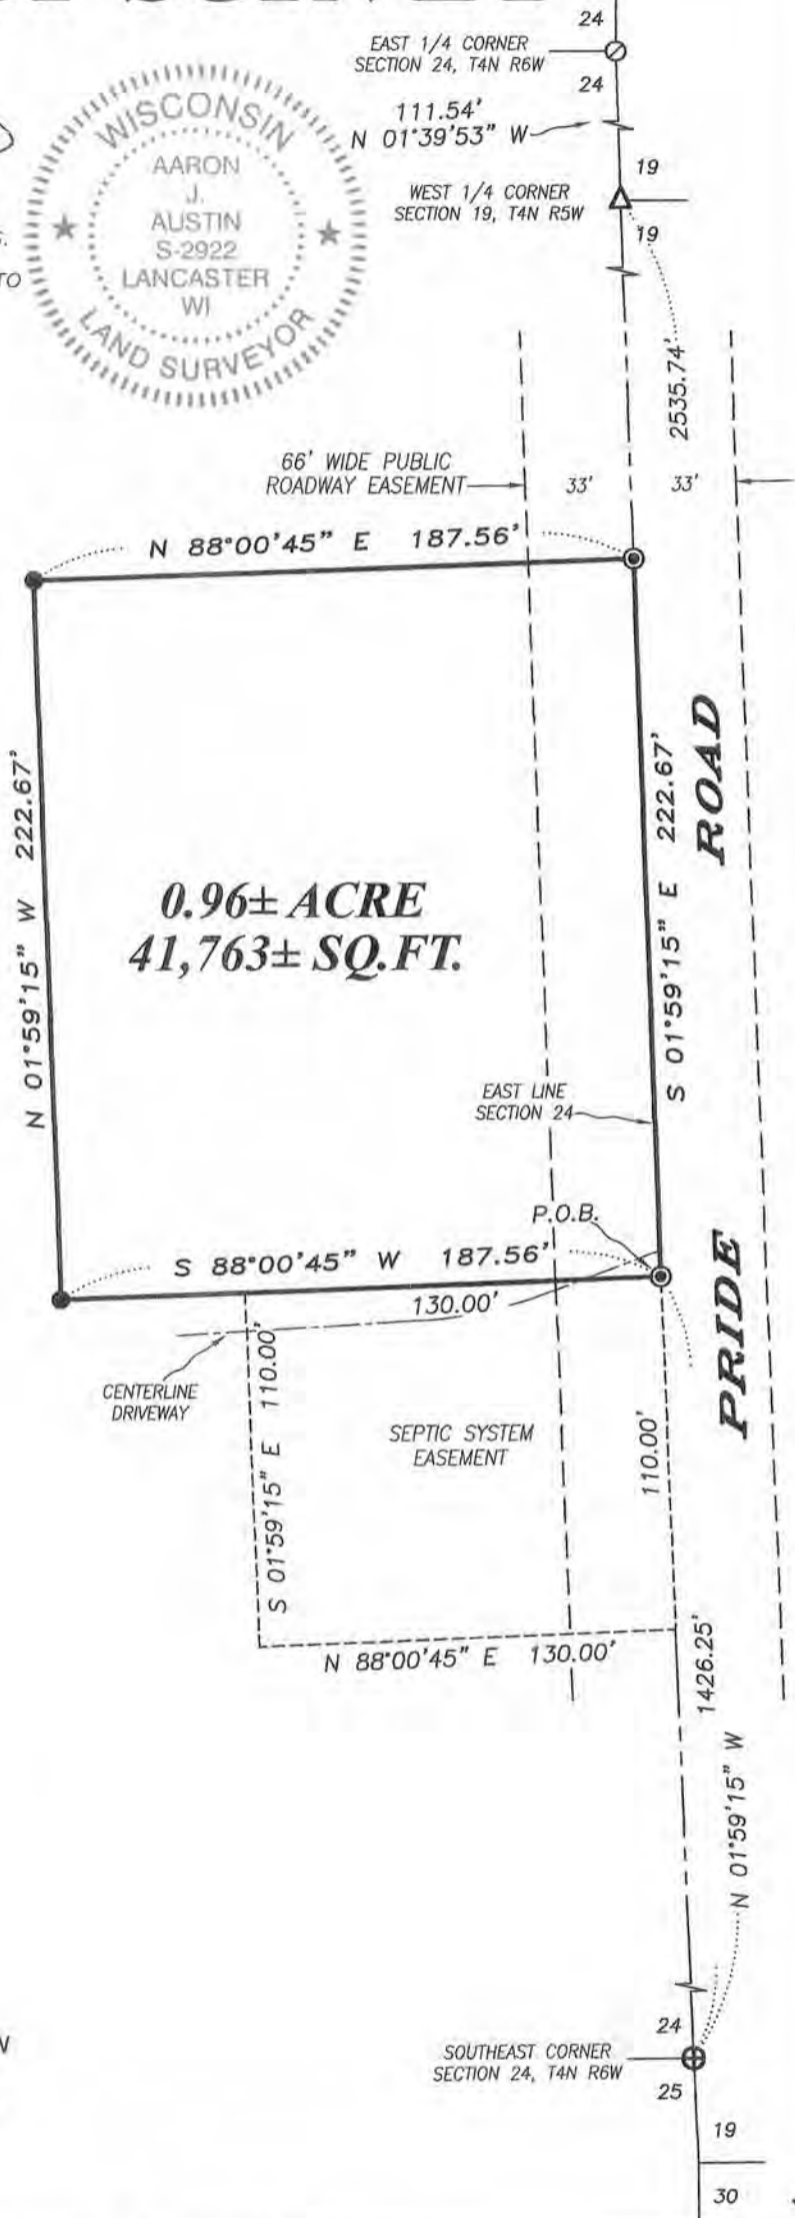 24
EAST 1/4 CORNER
SECTION 24, T4N R6W
24
111.54'
N 01°39'53" W
WISCONSIN
AARON
J.
AUSTIN
S-2922
LANCASTER
WI
LAND SURVEYOR
TO
19
WEST 1/4 CORNER
SECTION 19, T4N R5W
19
2535.74'
66' WIDE PUBLIC
ROADWAY EASEMENT
33'
33'
N 88°00'45" E 187.56'
N 01°59'15" W 222.67'
0.96± ACRE
41,763± SQ.FT.
S 01°59'15" E 222.67'
PRIDE ROAD
EAST LINE
SECTION 24
P.O.B.
S 88°00'45" W 187.56'
130.00'
CENTERLINE
DRIVEWAY
S 01°59'15" E 110.00'
SEPTIC SYSTEM
EASEMENT
110.00'
N 88°00'45" E 130.00'
1426.25'
N 01°59'15" W
24
SOUTHEAST CORNER
SECTION 24, T4N R6W
25
19
30